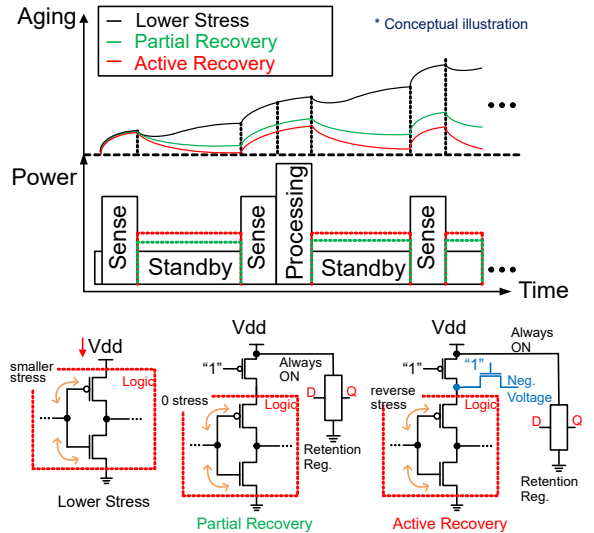 Aging
Lower Stress
Partial Recovery
Active Recovery
* Conceptual illustration
Power
Sense
Standby
Sense
Processing
Standby
Sense
Time
Vdd
smaller
stress
Logic
Lower Stress
Vdd
"1"
Always
ON
0 stress
Logic
D
Q
Retention
Reg.
Partial Recovery
Vdd
"1"
Always
ON
"1"
Neg.
Voltage
reverse
stress
Logic
D
Q
Retention
Reg.
Active Recovery